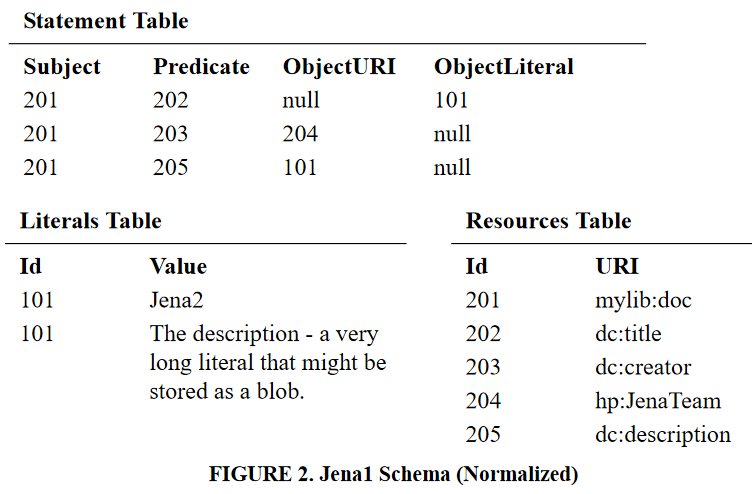 Statement Table
Subject Predicate ObjectURI ObjectLiteral
201 202 null 101
201 203 204 null
201 205 101 null
Literals Table
Id Value
101 Jena2
101 The description - a very
long literal that might be
stored as a blob.
Resources Table
Id URI
201 mylib:doc
202 dc:title
203 dc:creator
204 hp:JenaTeam
205 dc:description
FIGURE 2. Jena1 Schema (Normalized)